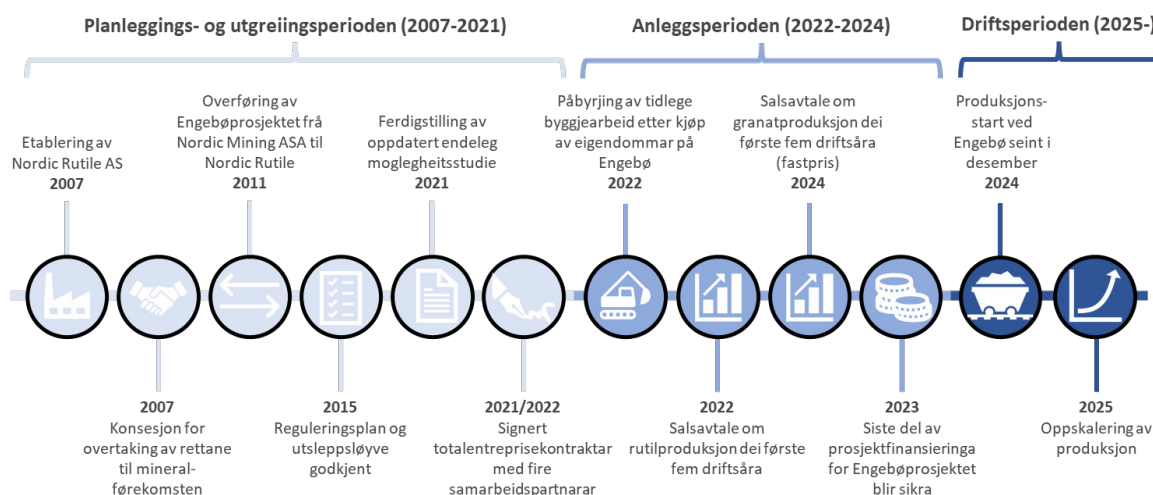 Planleggings- og utgreiingsperioden (2007-2021)
Anleggsperioden (2022-2024)
Driftsperioden (2025-)
Etablering av
Nordic Rutile AS
2007
Overføring av
Engebøprosjektet frå
Nordic Mining ASA til
Nordic Rutile
2011
Ferdigstilling av
oppdatert endeleg
moglegheitsstudie
2021
Påbyrjing av tidlege
byggjearbeid etter kjøp
av eigendommar på
Engebø
2022
Salsavtale om
granatproduksjon dei
første fem driftsåra
(fastpris)
2024
Produksjons-
start ved
Engebø seint i
desember
2024
2007
Konsesjon for
overtaking av rettane
til mineral-
førekomsten
2015
Reguleringsplan og
utsleppsløyve
godkjent
2021/2022
Signert
totalentreprisekontraktar
med fire
samarbeidspartnarar
2022
Salsavtale om
rutilproduksjon dei første
fem driftsåra
2023
Siste del av
prosjektfinansieringa
for Engebøprosjektet
blir sikra
2025
Oppskalering av
produksjon